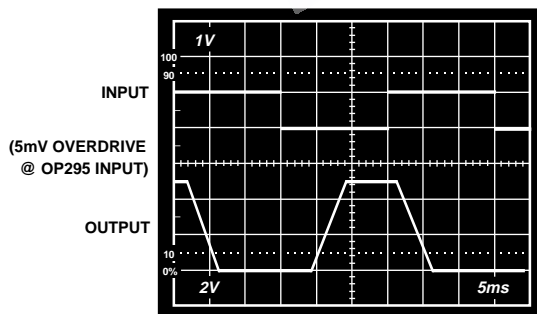 1V
100
90
INPUT
(5mV OVERDRIVE
@ OP295 INPUT)
OUTPUT
10
0%
2V
5ms